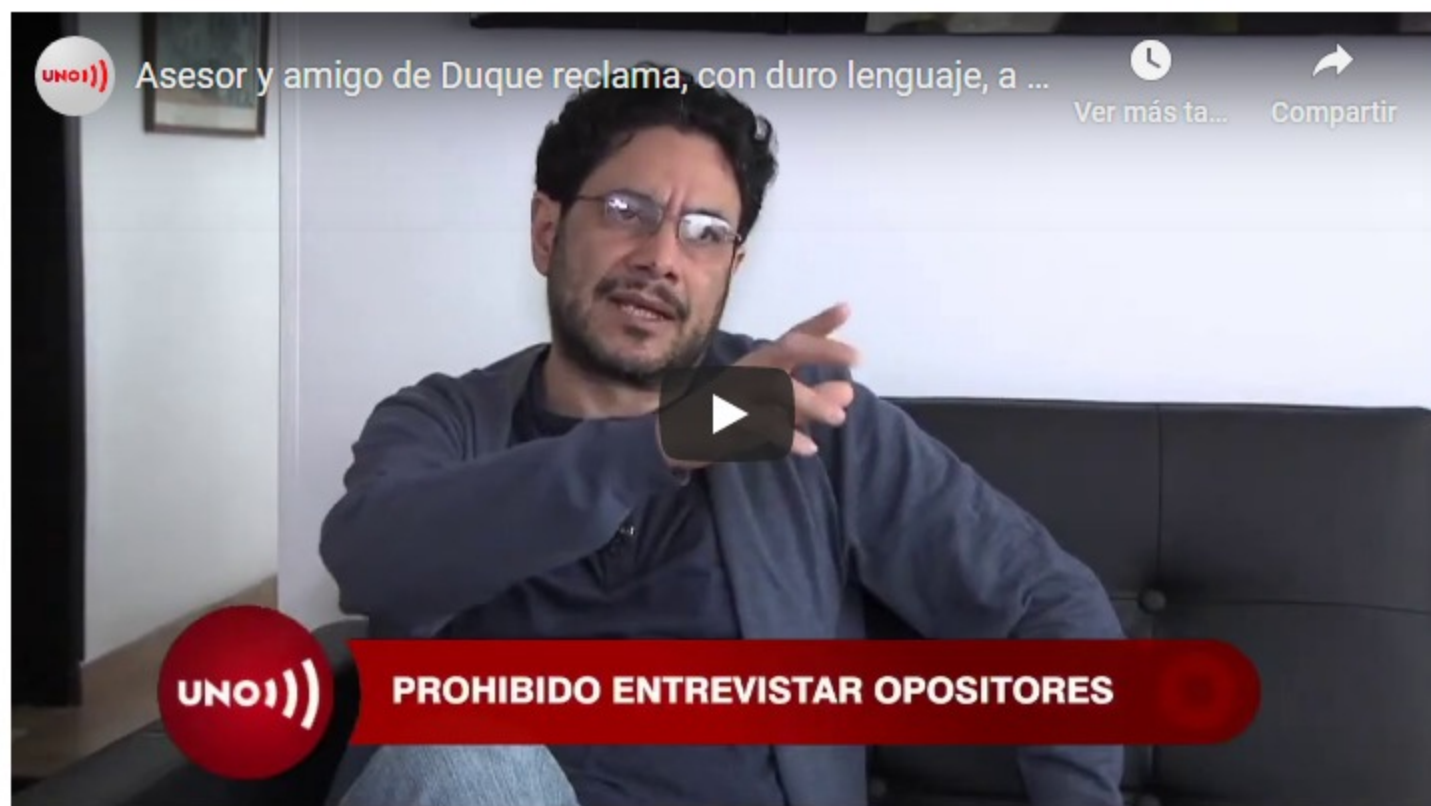 UNO
Asesor y amigo de Duque reclama, con duro lenguaje, a ...
Ver más ta...
Compartir
UNO
PROHIBIDO ENTREVISTAR OPOSITORES